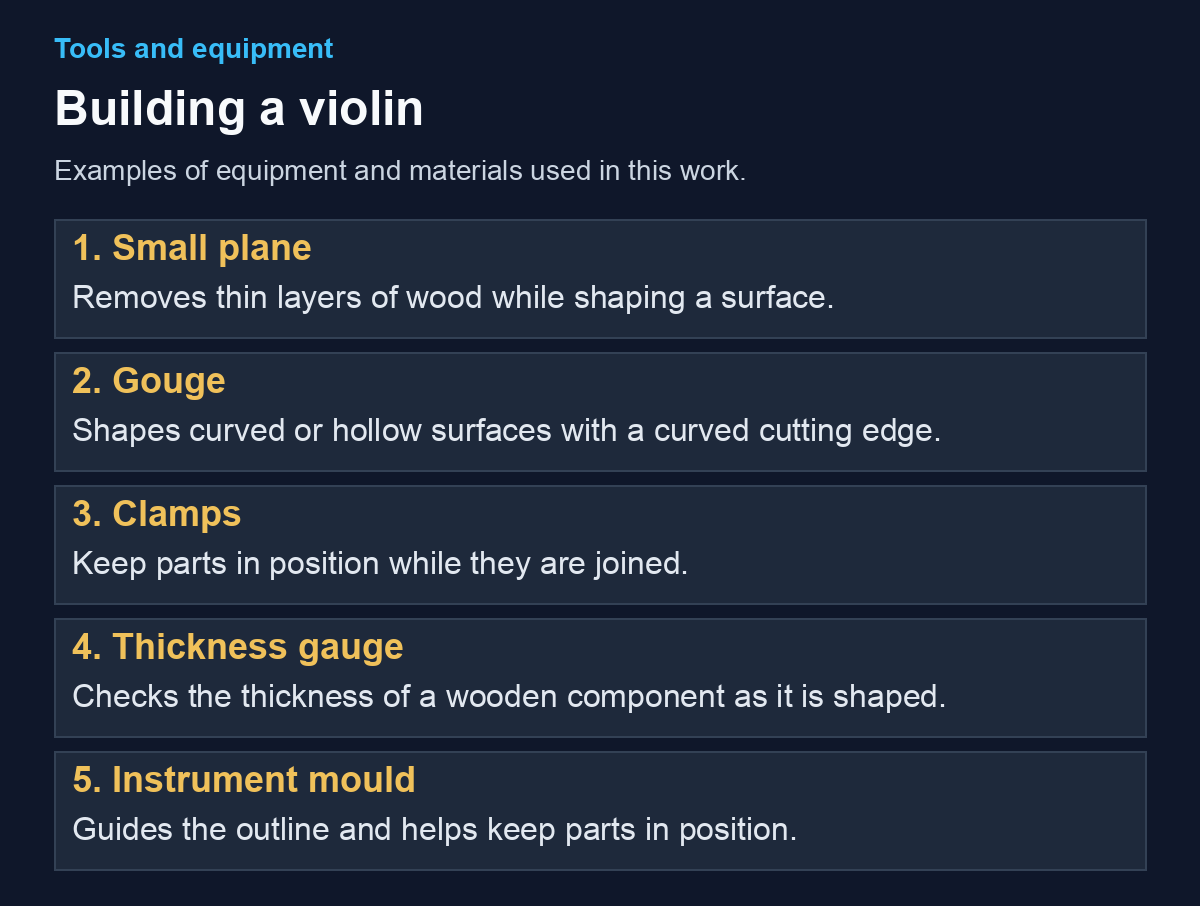 Tools and equipment
Building a violin
Examples of equipment and materials used in this work.
1. Small plane
Removes thin layers of wood while shaping a surface.
2. Gouge
Shapes curved or hollow surfaces with a curved cutting edge.
3. Clamps
Keep parts in position while they are joined.
4. Thickness gauge
Checks the thickness of a wooden component as it is shaped.
5. Instrument mould
Guides the outline and helps keep parts in position.